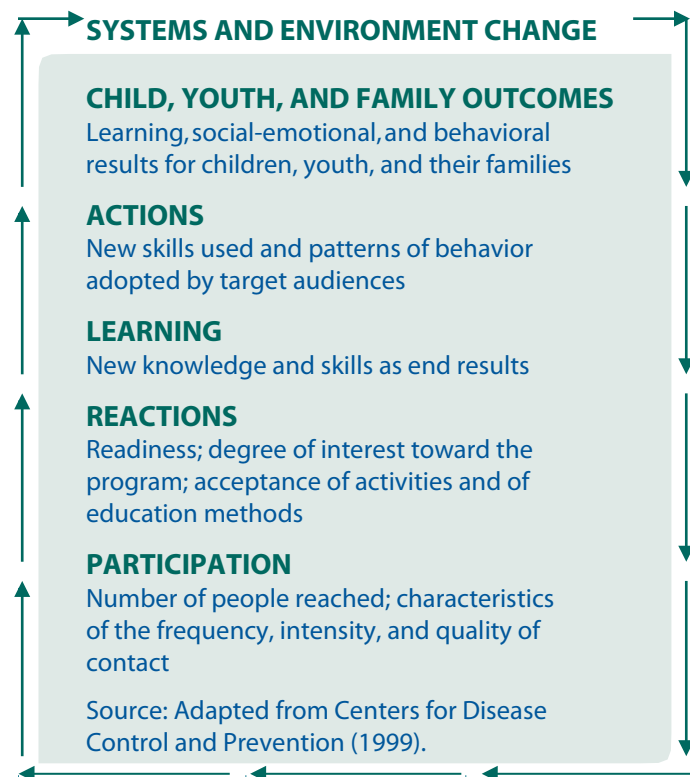 SYSTEMS AND ENVIRONMENT CHANGE
CHILD, YOUTH, AND FAMILY OUTCOMES
Learning, social-emotional, and behavioral
results for children, youth, and their families
ACTIONS
New skills used and patterns of behavior
adopted by target audiences
LEARNING
New knowledge and skills as end results
REACTIONS
Readiness; degree of interest toward the
program; acceptance of activities and of
education methods
PARTICIPATION
Number of people reached; characteristics
of the frequency, intensity, and quality of
contact
Source: Adapted from Centers for Disease
Control and Prevention (1999).